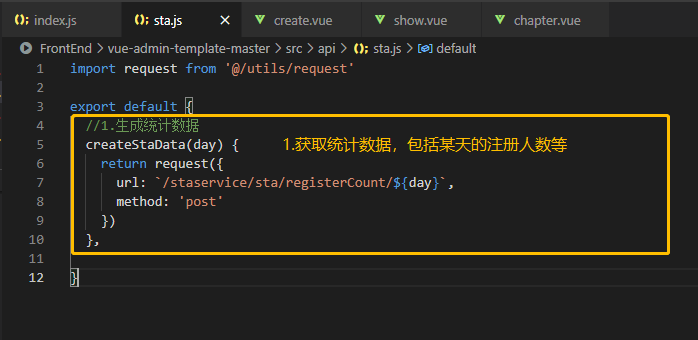 index.js sta.js create.vue show.vue chapter.vue
FrontEnd > vue-admin-template-master > src > api > sta.js > default
1 import request from '@/utils/request'
2
3 export default {
4 //1.生成统计数据
5 createStaData(day) { 1.获取统计数据，包括某天的注册人数等
6 return request({
7 url: `/staservice/sta/registerCount/${day}`,
8 method: 'post'
9 })
10 },
11
12 }